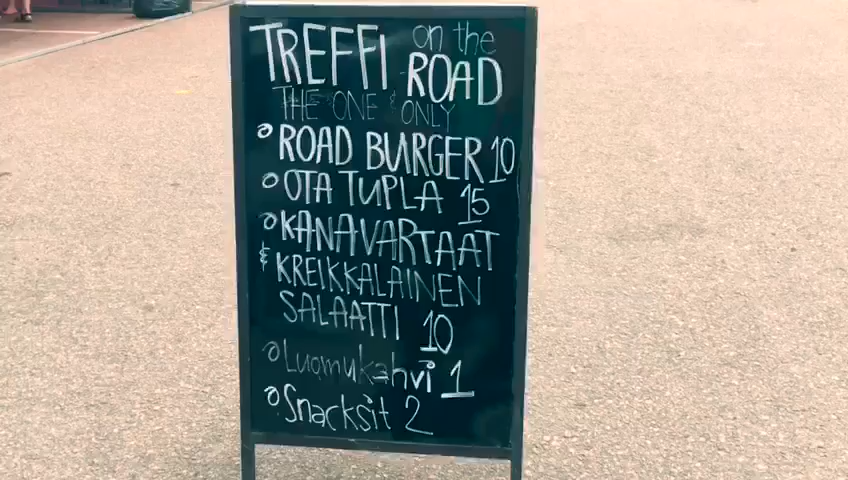 TREFFI on the ROAD
THE ONE & ONLY
ROAD BURGER 10
OTA TUPLA 15
KANAVARTAAT
& KREIKKALAINEN
SALAATTI 10
Luomukahvi 1
Snacksit 2